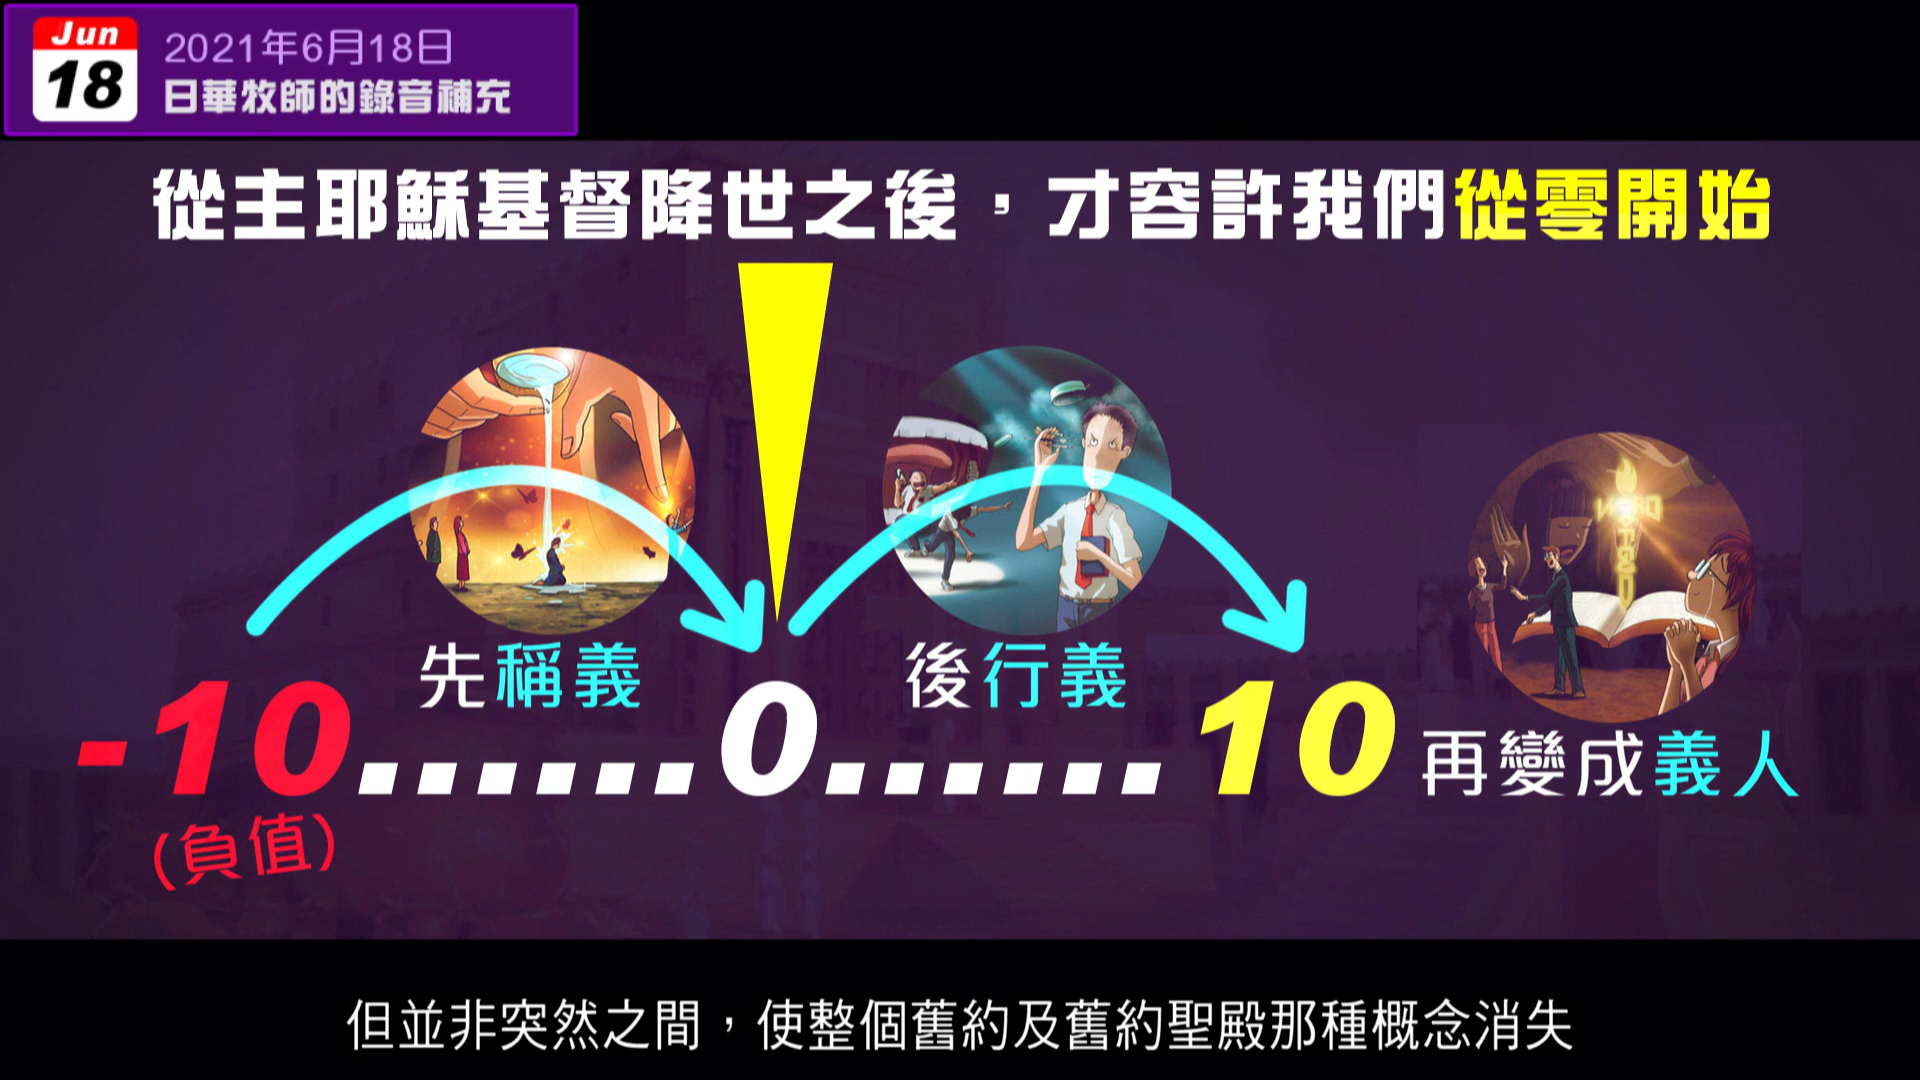 Jun
18
2021年6月18日
日華牧師的錄音補充
從主耶穌基督降世之後，才容許我們從零開始
先稱義
後行義
-10......0......10
再變成義人
(負值)
但並非突然之間，使整個舊約及舊約聖殿那種概念消失